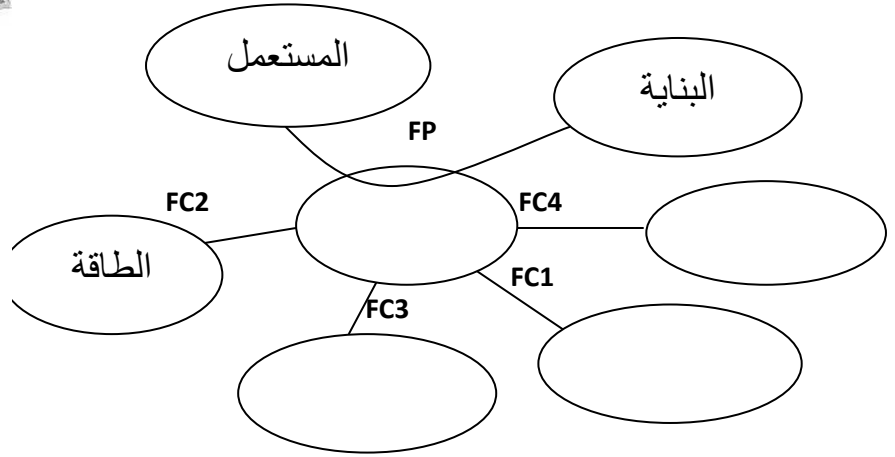 المستعمل
البناية
FP
FC2
FC4
الطاقة
FC1
FC3